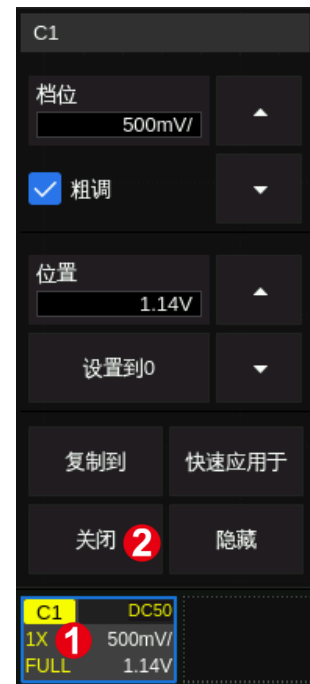 C1
档位
500mV/
粗调
位置
1.14V
设置到0
复制到 快速应用于
关闭 2 隐藏
C1 DC50
1X 1 500mV/
FULL 1.14V